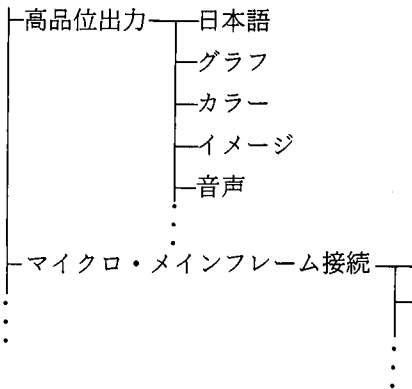 高品位出力
日本語
グラフ
カラー
イメージ
音声
マイクロ・メインフレーム接続